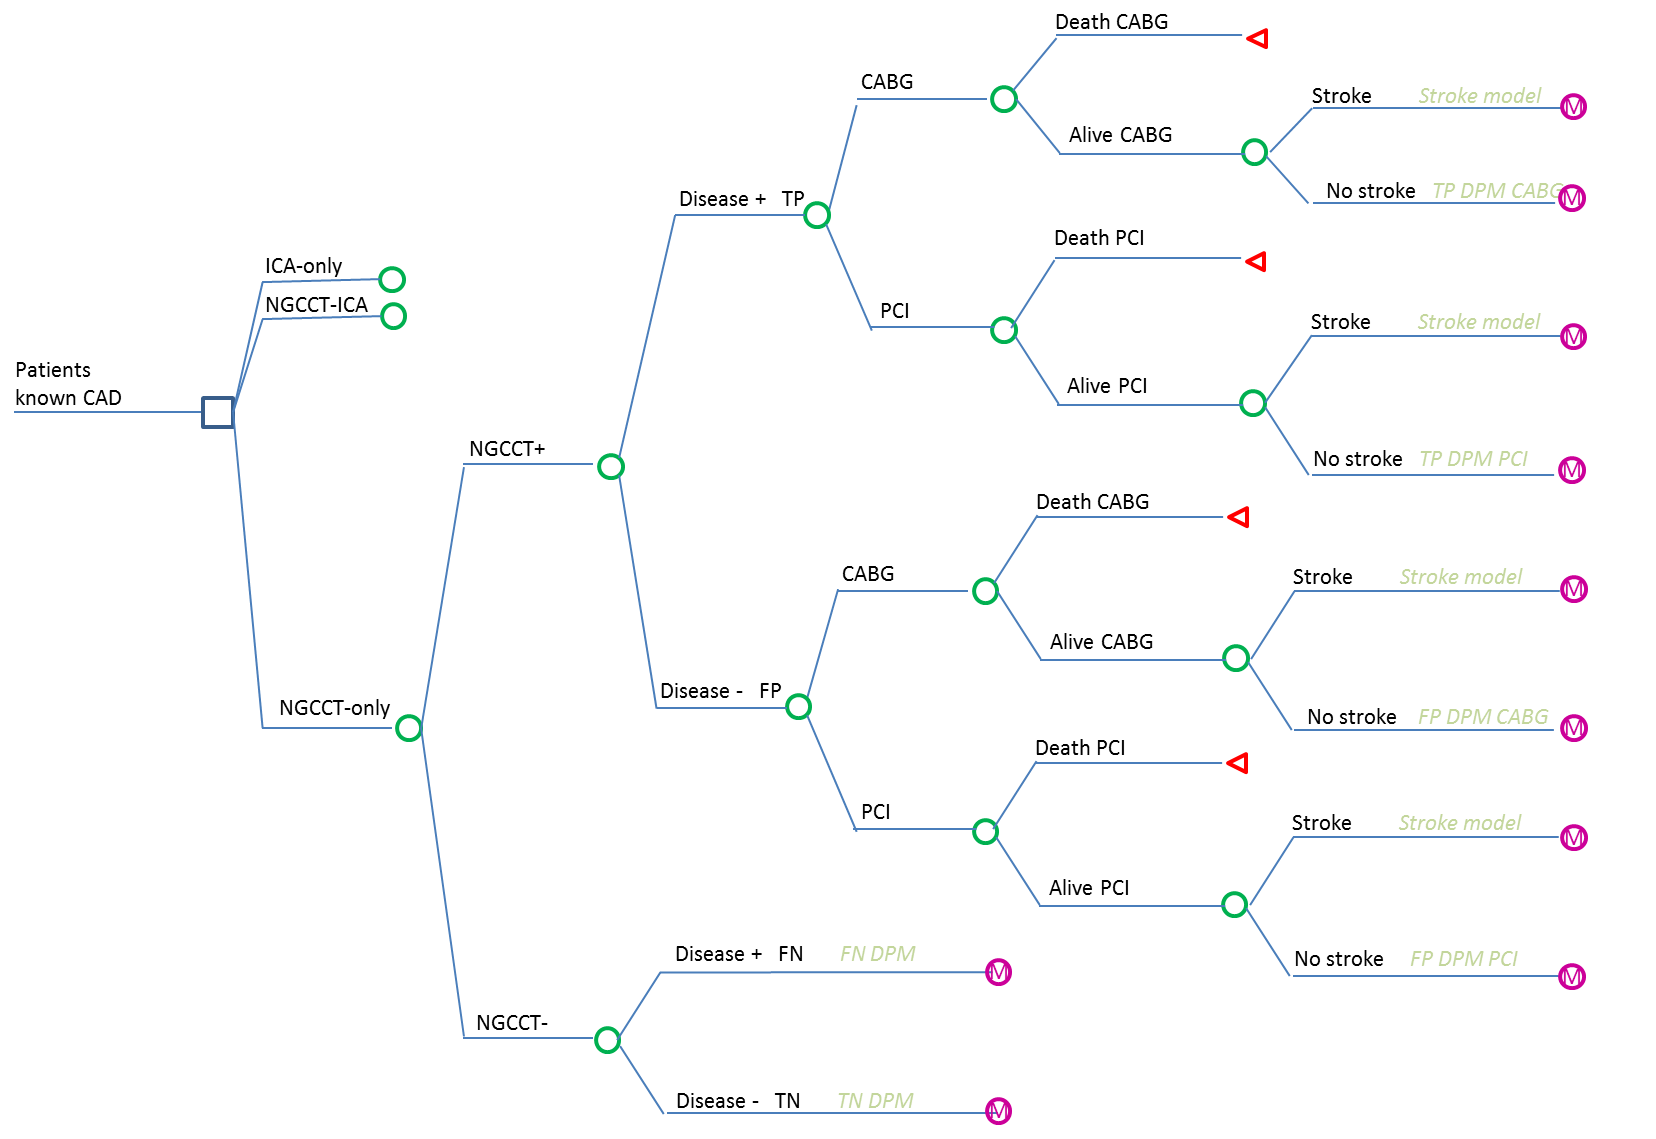 Death CABG
CABG
Stroke Stroke model M
Alive CABG
No stroke TP DPM CABG M
Disease + TP
Death PCI
ICA-only
NGCCT-ICA
PCI
Stroke Stroke model M
Patients
known CAD
Alive PCI
NGCCT+
No stroke TP DPM PCI M
Death CABG
CABG
Stroke Stroke model M
Alive CABG
Disease - FP
NGCCT-only
No stroke FP DPM CABG M
Death PCI
PCI
Stroke Stroke model M
Alive PCI
Disease + FN FN DPM M
No stroke FP DPM PCI M
NGCCT-
Disease - TN TN DPM M